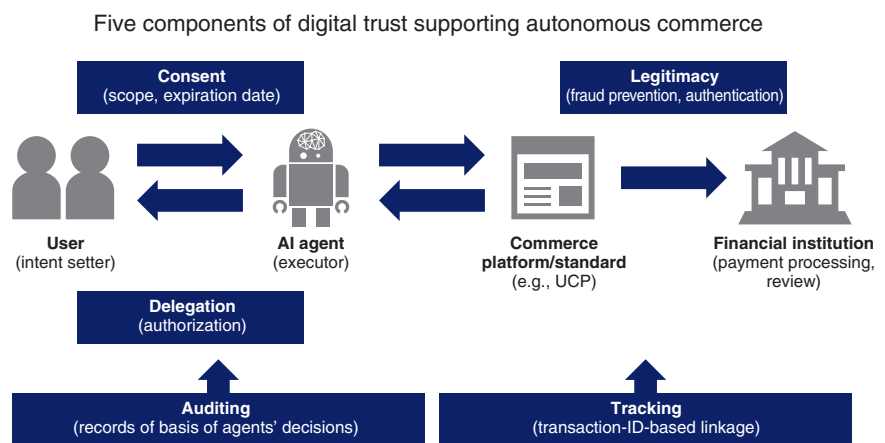 Five components of digital trust supporting autonomous commerce
Consent
(scope, expiration date)
Legitimacy
(fraud prevention, authentication)
User
(intent setter)
AI agent
(executor)
Commerce
platform/standard
(e.g., UCP)
Financial institution
(payment processing,
review)
Delegation
(authorization)
Auditing
(records of basis of agents’ decisions)
Tracking
(transaction-ID-based linkage)